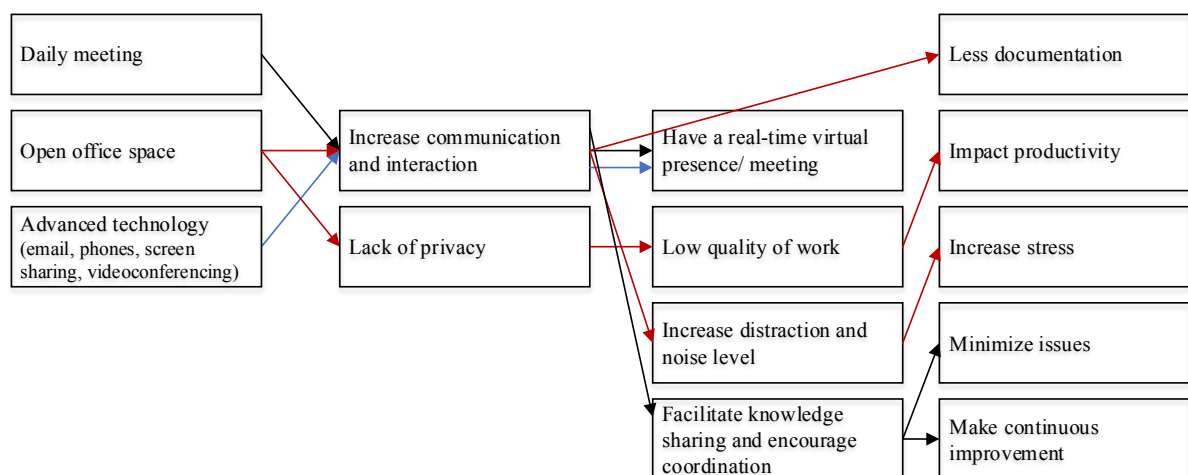 Daily meeting
Less documentation
Open office space
Increase communication
and interaction
Have a real-time virtual
presence/ meeting
Impact productivity
Advanced technology
(email, phones, screen
sharing, videoconferencing)
Lack of privacy
Low quality of work
Increase stress
Increase distraction and
noise level
Minimize issues
Facilitate knowledge
sharing and encourage
coordination
Make continuous
improvement